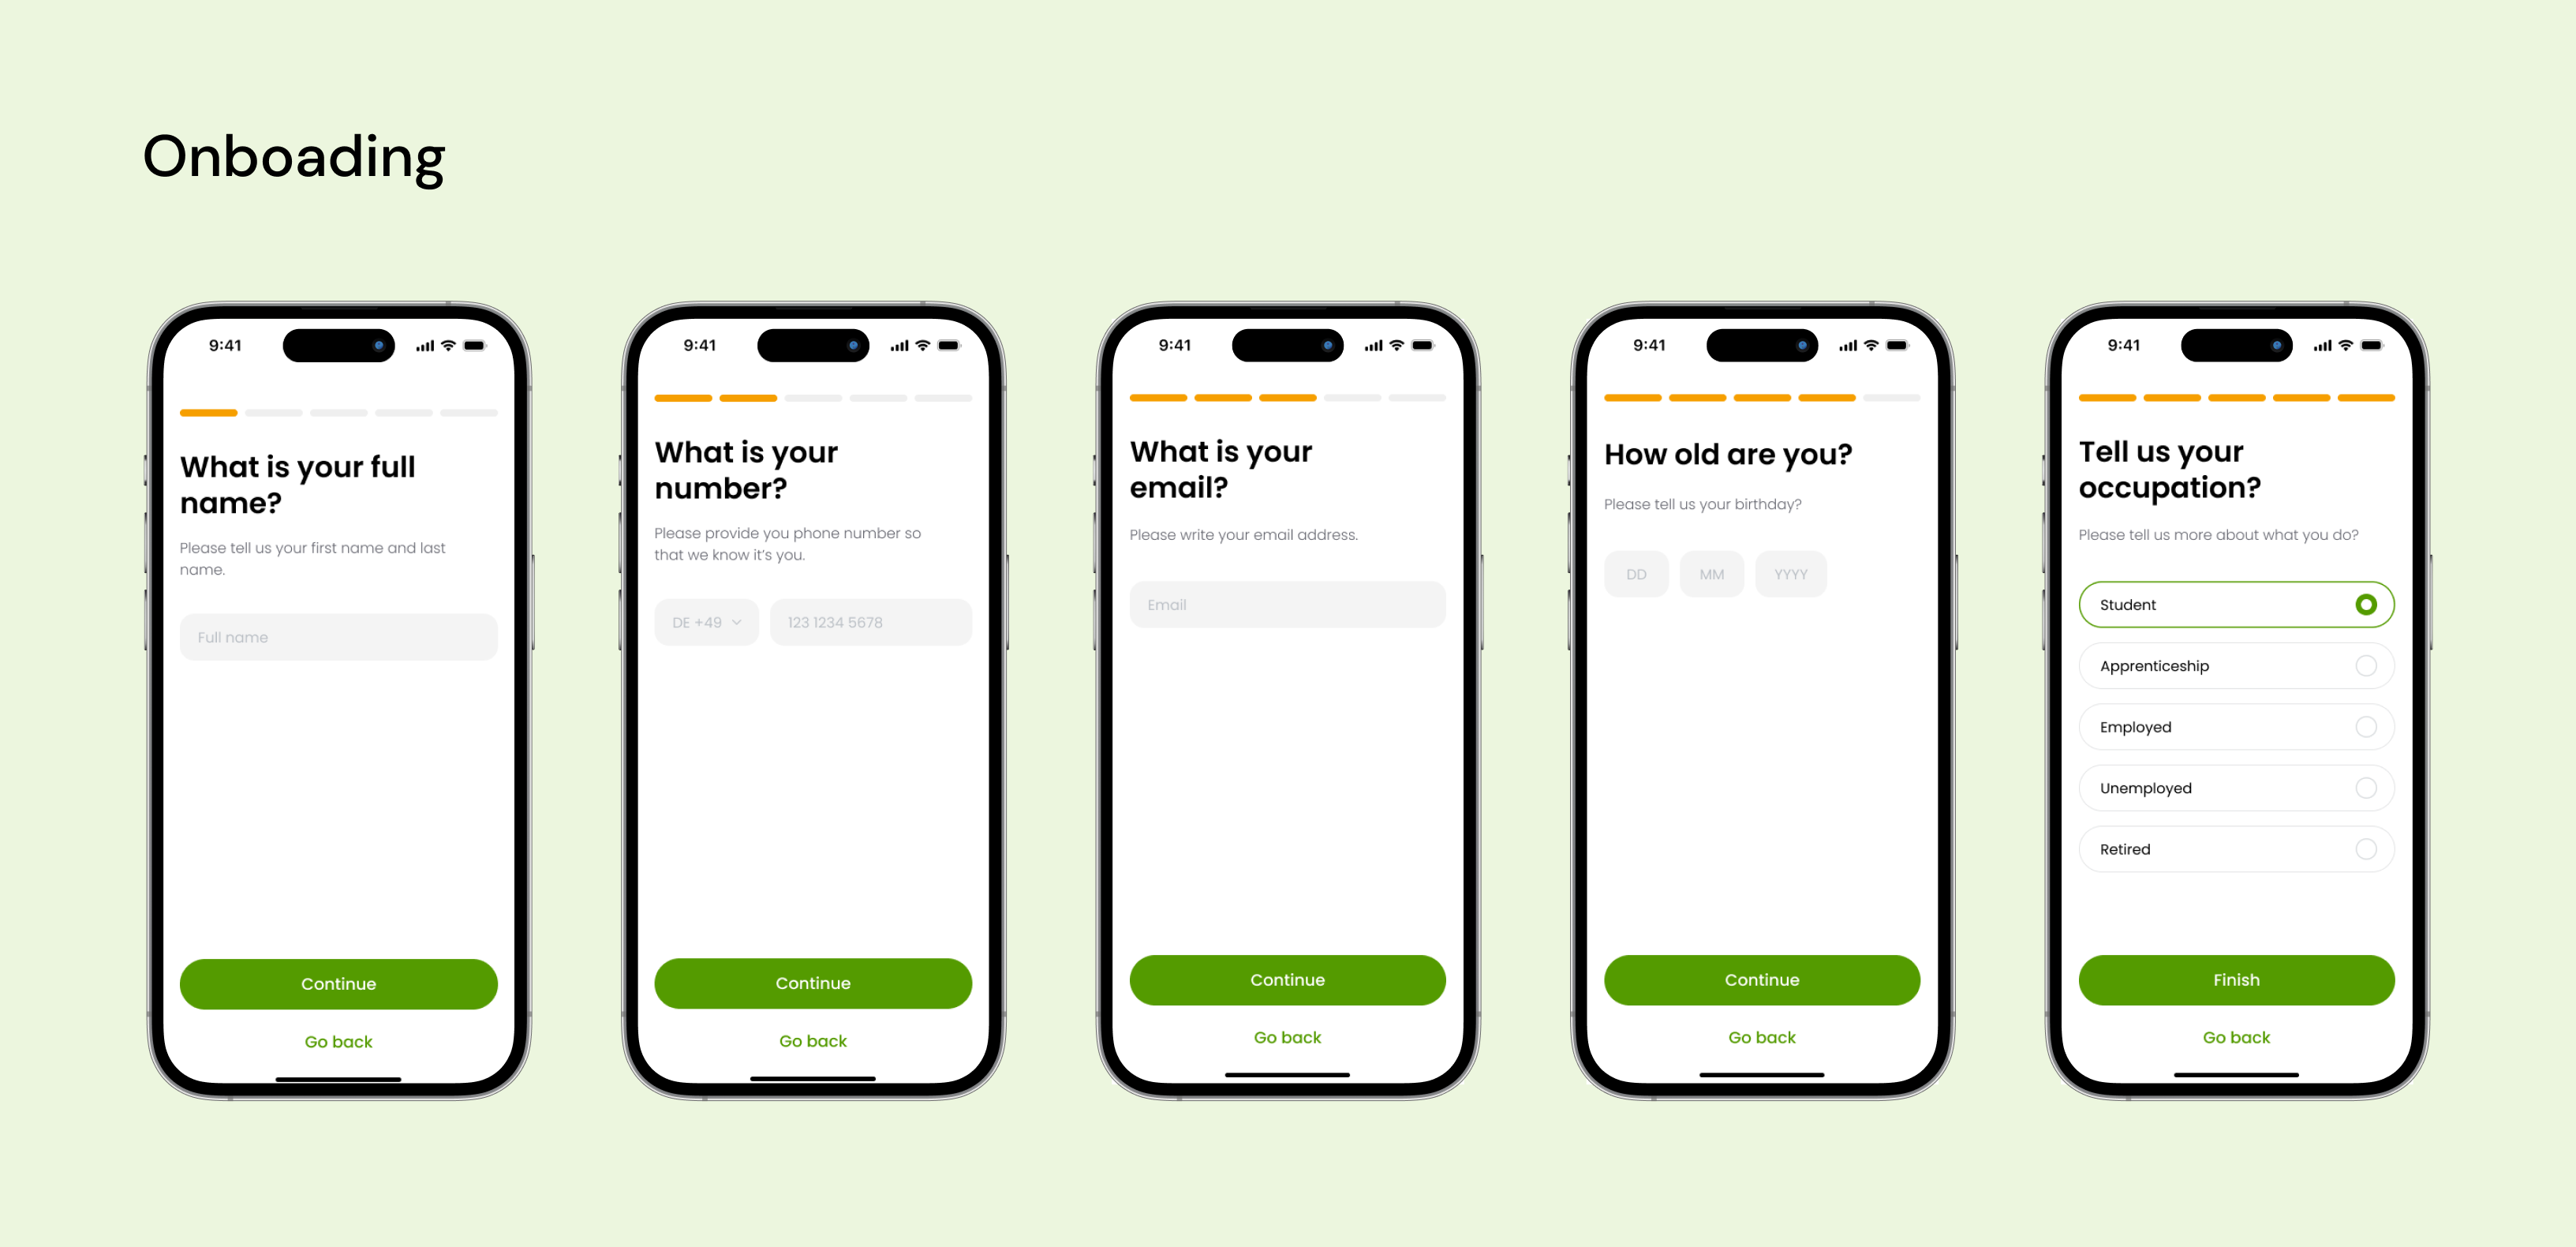 Onboading
9:41
What is your full
name?
Please tell us your first name and last
name.
Full name
Continue
Go back
9:41
What is your
number?
Please provide you phone number so
that we know it's you.
DE +49
123 1234 5678
Continue
Go back
9:41
What is your
email?
Please write your email address.
Email
Continue
Go back
9:41
How old are you?
Please tell us your birthday?
DD
MM
YYYY
Continue
Go back
9:41
Tell us your
occupation?
Please tell us more about what you do?
Student
Apprenticeship
Employed
Unemployed
Retired
Finish
Go back